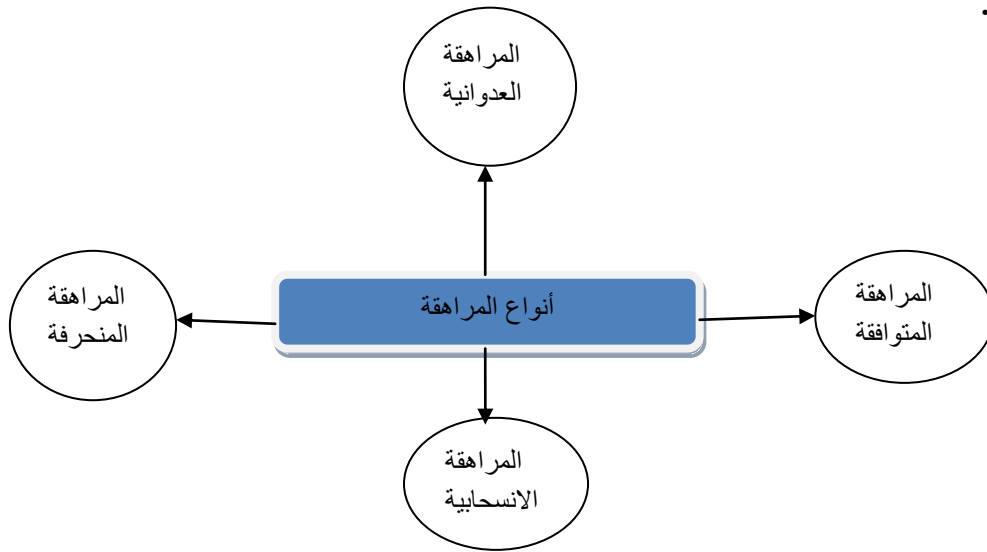 المراهقة
العدوانية
المراهقة
المتوافقة
أنواع المراهقة
المراهقة
المنحرفة
المراهقة
الانسحابية